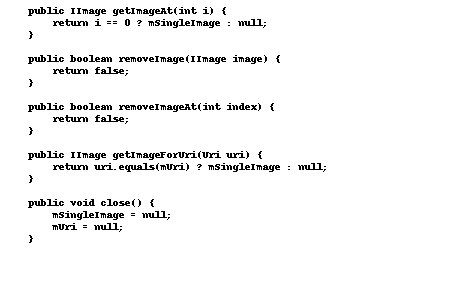 public IImage getImageAt(int i) {
return i == 0 ? mSingleImage : null;
}
public boolean removeImage(IImage image) {
return false;
}
public boolean removeImageAt(int index) {
return false;
}
public IImage getImageForUri(Uri uri) {
return uri.equals(mUri) ? mSingleImage : null;
}
public void close() {
mSingleImage = null;
mUri = null;
}